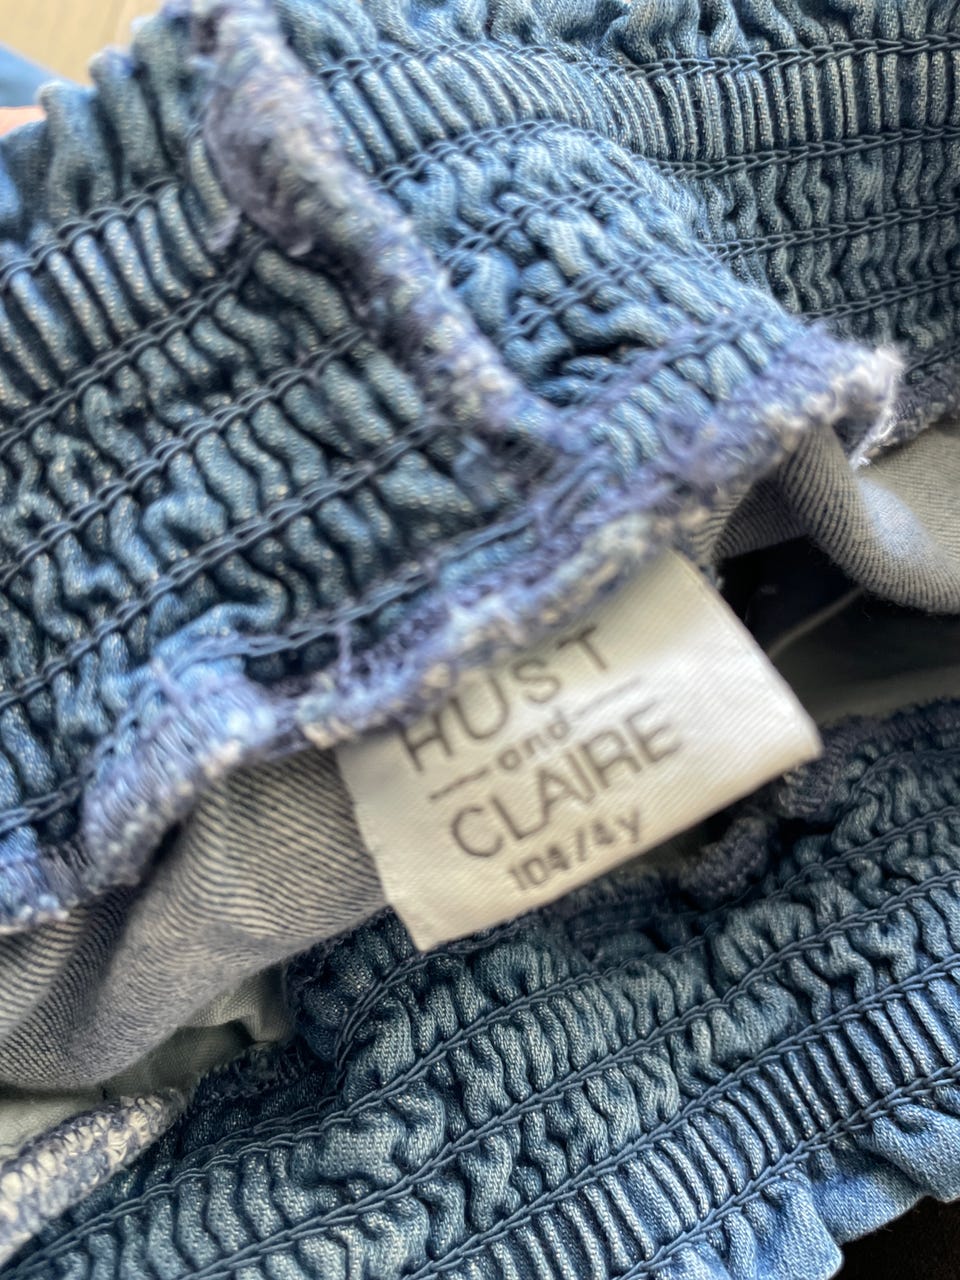 HUST
and
CLAIRE
104/4y